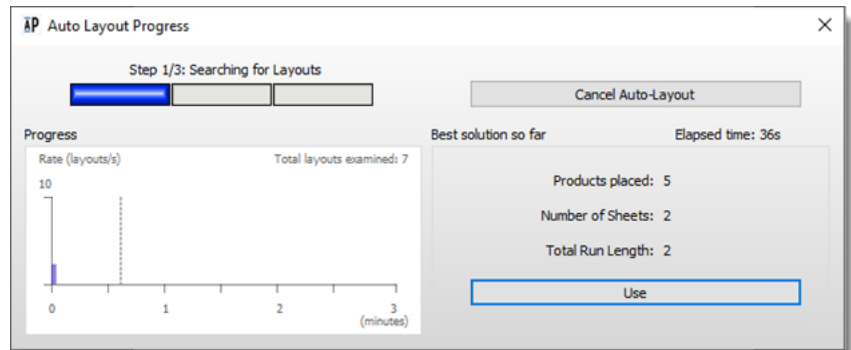 AP Auto Layout Progress
Step 1/3: Searching for Layouts
Cancel Auto-Layout
Progress
Rate (layouts/s) Total layouts examined: 7
10
0 1 2 3
(minutes)
Best solution so far Elapsed time: 36s
Products placed: 5
Number of Sheets: 2
Total Run Length: 2
Use